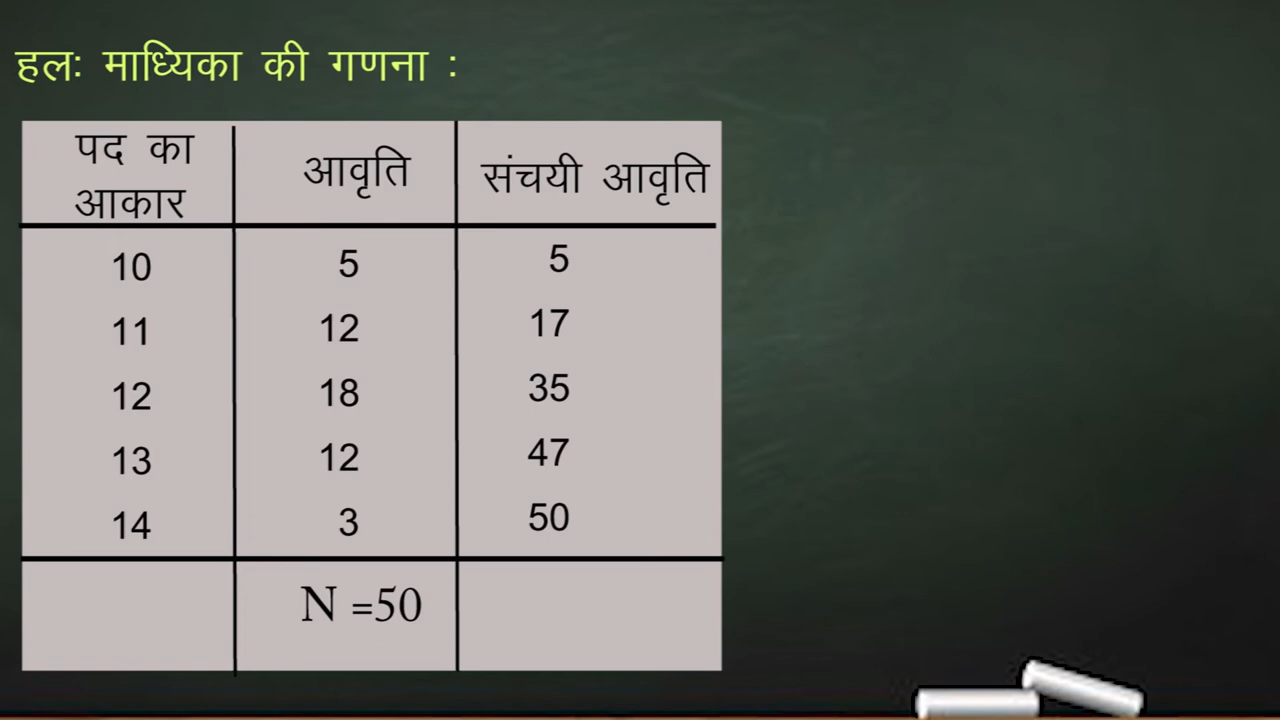 हलः माध्यिका की गणना :
पद का आकार आवृति संचयी आवृति
10 5 5
11 12 17
12 18 35
13 12 47
14 3 50
N =50